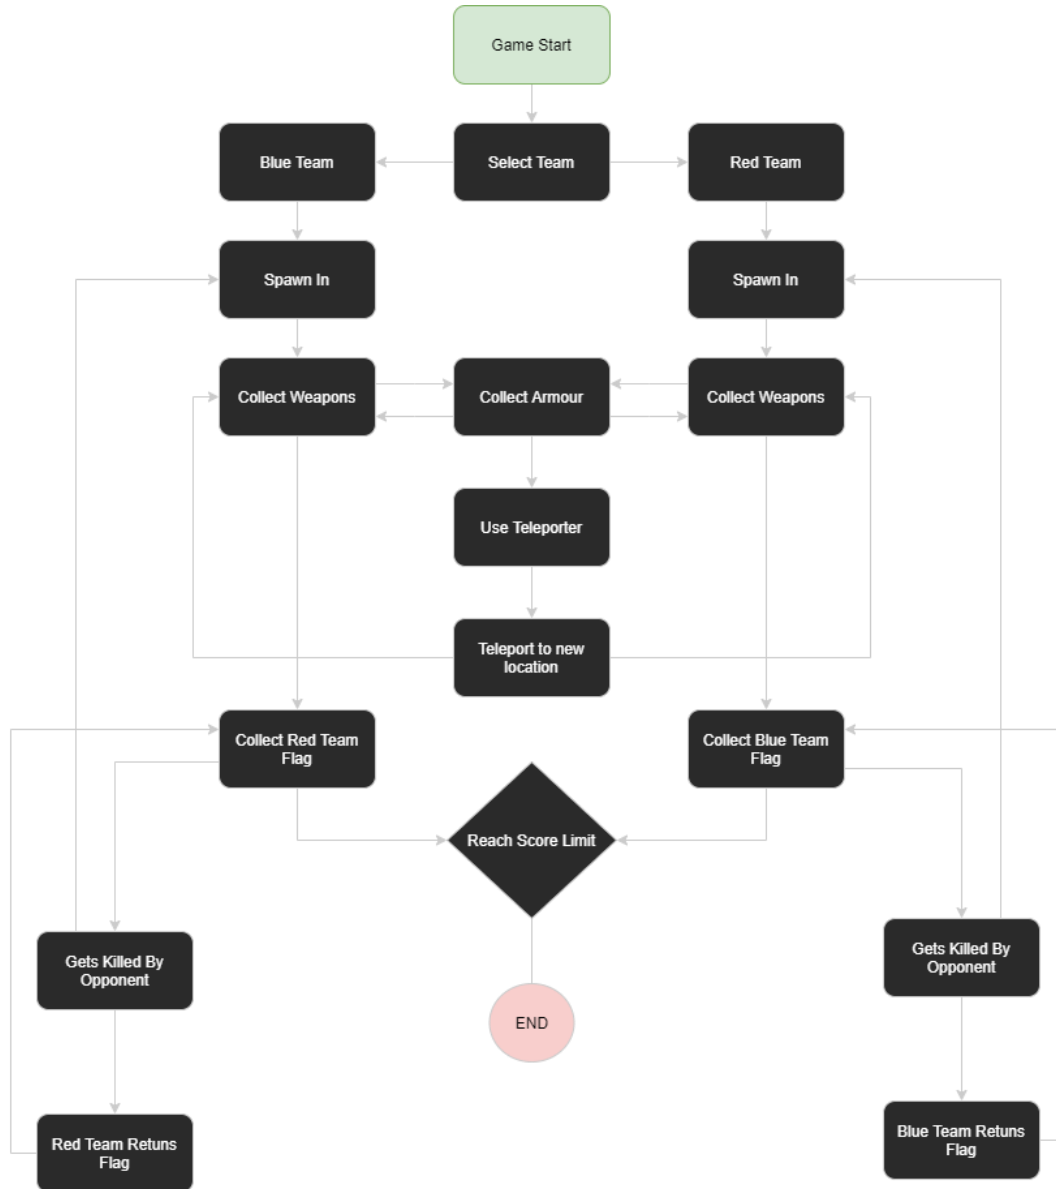 Game Start
Blue Team
Select Team
Red Team
Spawn In
Spawn In
Collect Weapons
Collect Armour
Collect Weapons
Use Teleporter
Teleport to new
location
Collect Red Team
Flag
Collect Blue Team
Flag
Reach Score Limit
Gets Killed By
Opponent
Gets Killed By
Opponent
END
Red Team Retuns
Flag
Blue Team Retuns
Flag